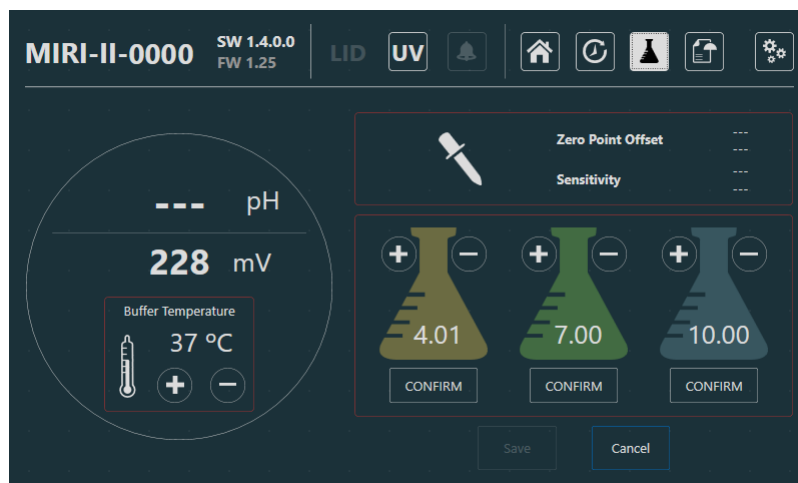 MIRI-II-0000
SW 1.4.0.0
FW 1.25
LID
UV
Zero Point Offset
---
---
Sensitivity
---
---
--- pH
228 mV
Buffer Temperature
37 ºC
+ −
+ − + − + −
4.01 7.00 10.00
CONFIRM CONFIRM CONFIRM
Save Cancel